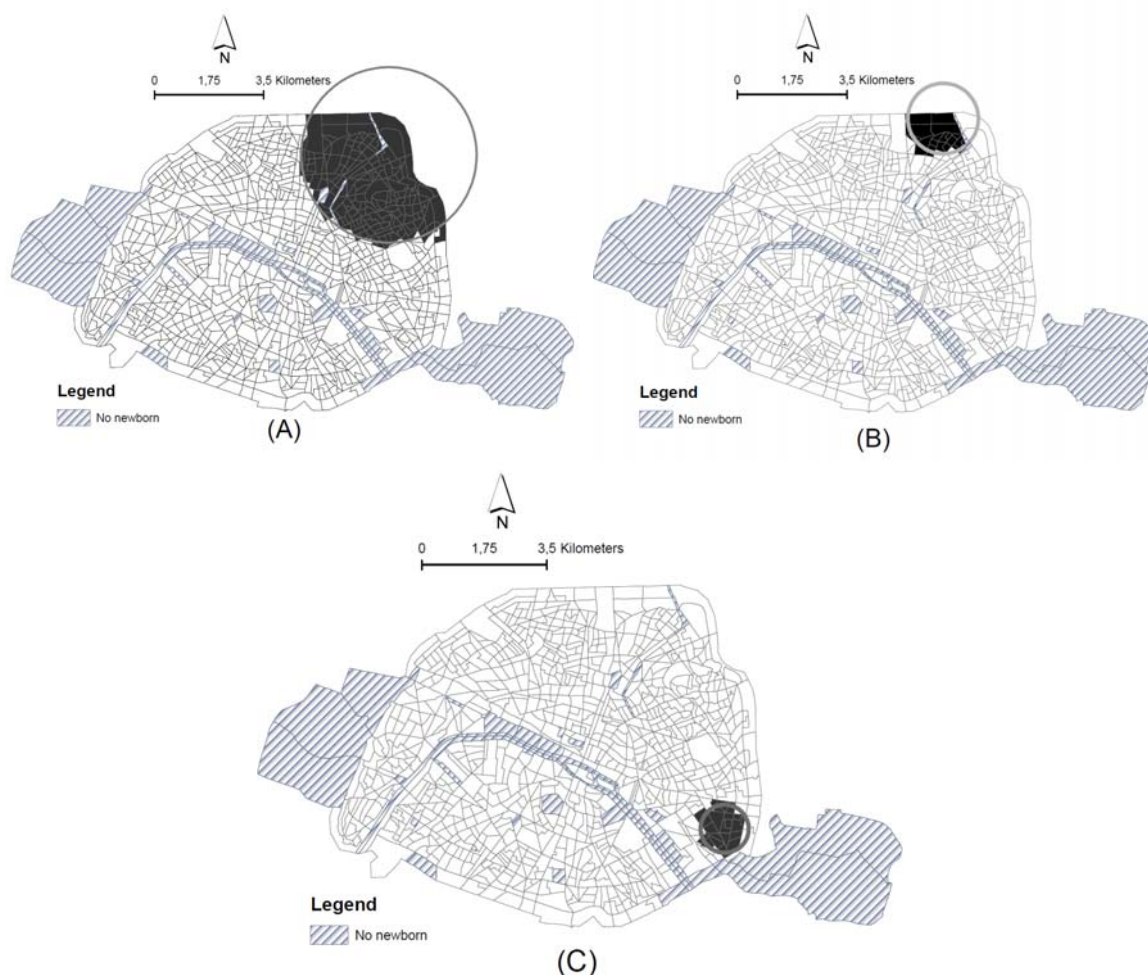 N
0 1,75 3,5 Kilometers
Legend
No newborn
(A)
N
0 1,75 3,5 Kilometers
Legend
No newborn
(B)
N
0 1,75 3,5 Kilometers
Legend
No newborn
(C)